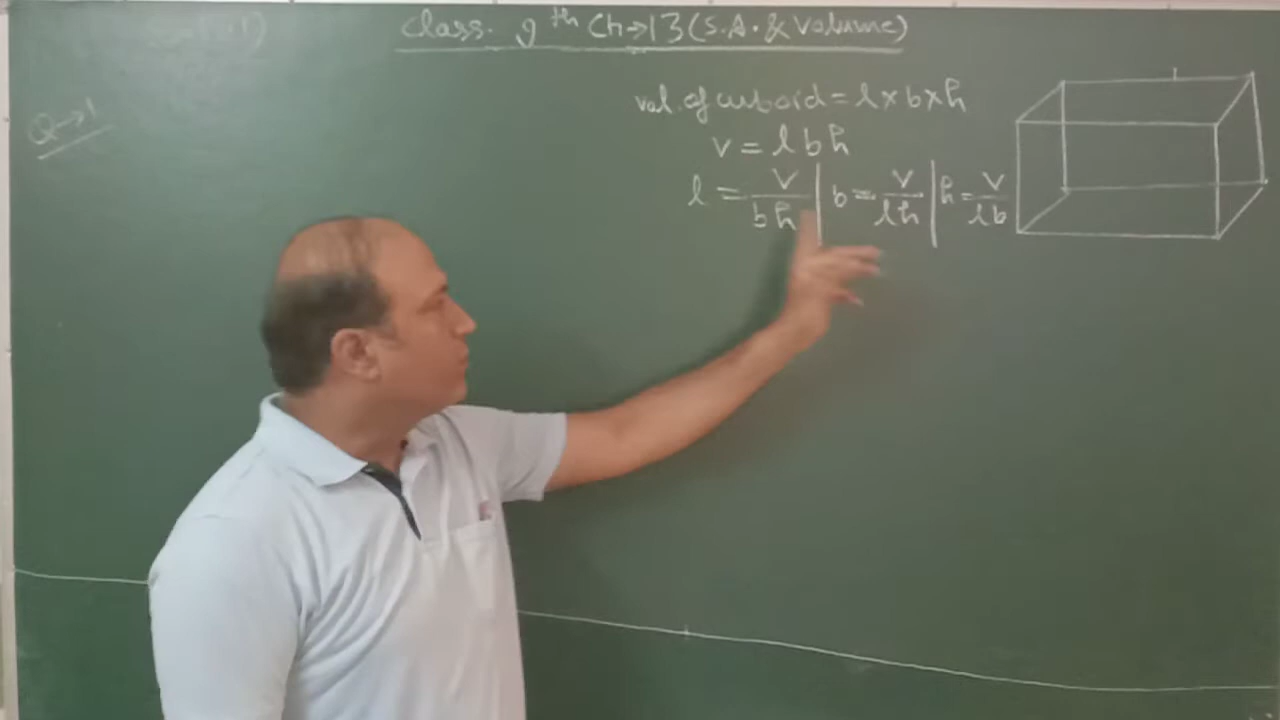 Class. 9th Ch→13 (S.A. & Volume)
Q→1
vol. of cuboid = l×b×h
v = l b h
l = v/bh | b = v/lh | h = v/lb